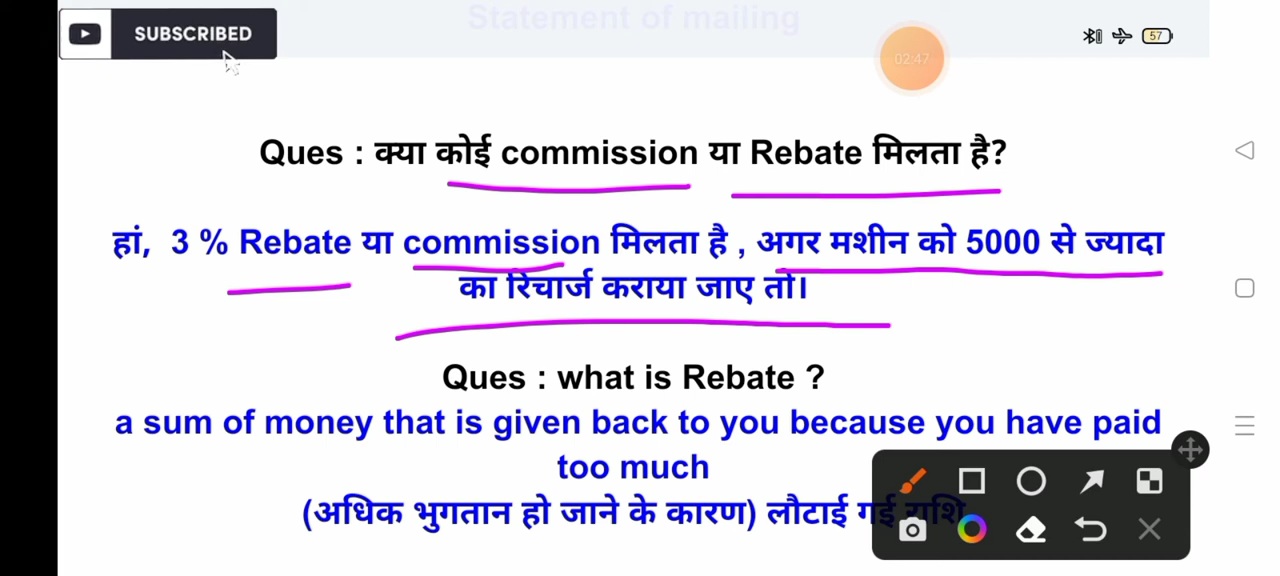 Statement of mailing
SUBSCRIBED
57
02:47
Ques : क्या कोई commission या Rebate मिलता है?
हां, 3 % Rebate या commission मिलता है , अगर मशीन को 5000 से ज्यादा
का रिचार्ज कराया जाए तो।
Ques : what is Rebate ?
a sum of money that is given back to you because you have paid
too much
(अधिक भुगतान हो जाने के कारण) लौटाई गई राशि